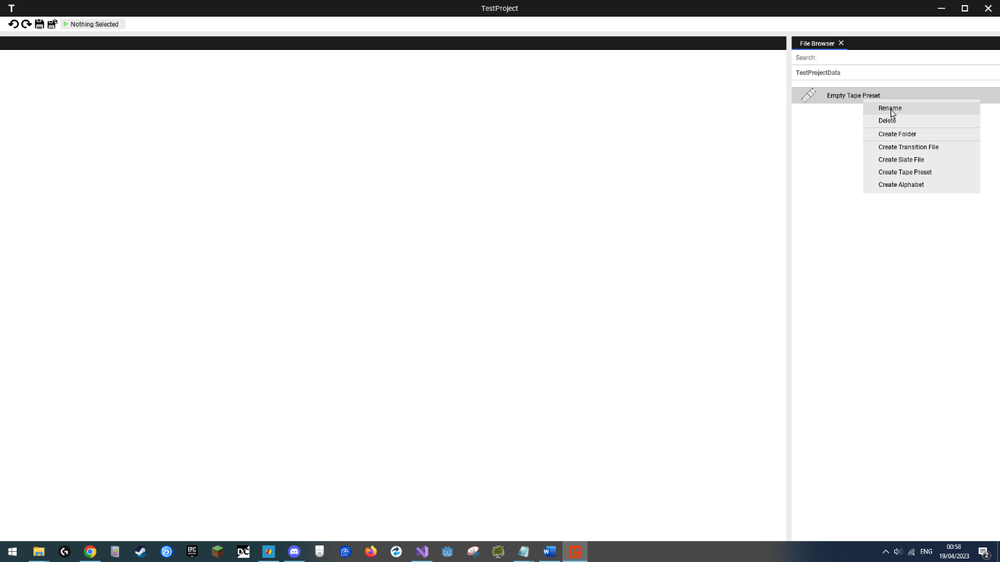 T
TestProject
Nothing Selected
File Browser
Search:
TestProjectData
Empty Tape Preset
Rename
Delete
Create Folder
Create Transition File
Create Slate File
Create Tape Preset
Create Alphabet
EPIC
GAMES
DC
W
ENG
00:58
19/04/2023
2